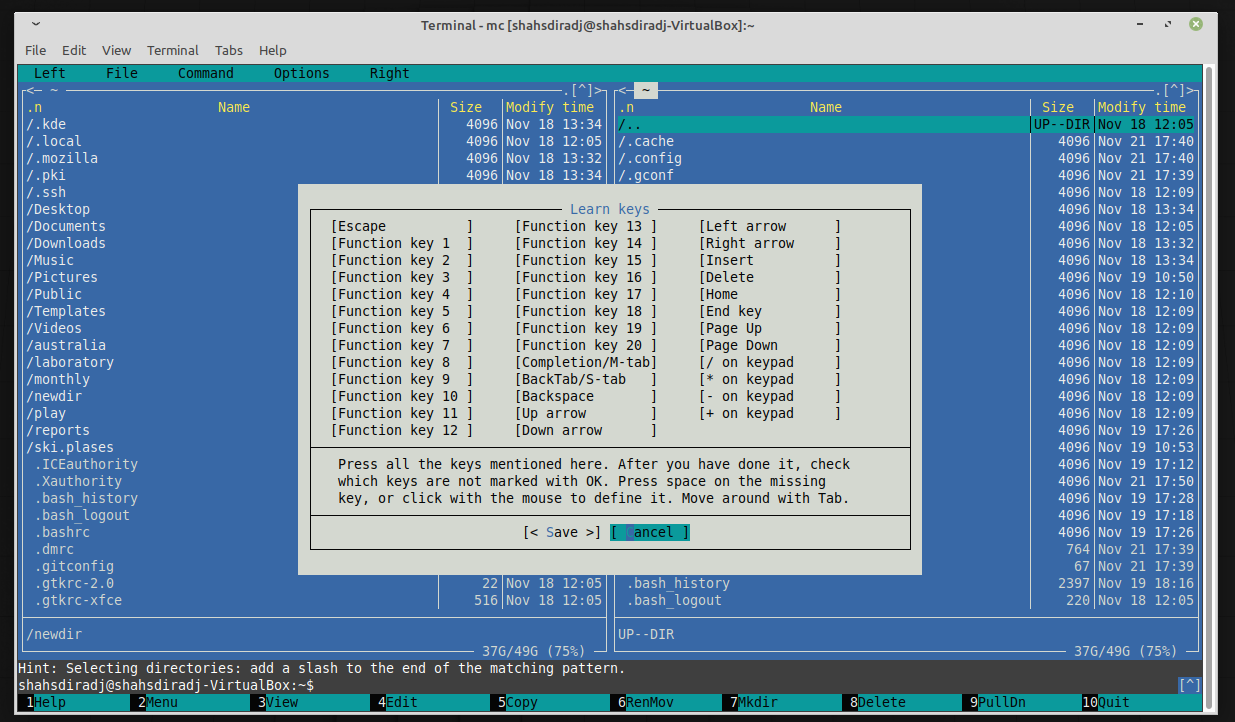 Terminal - mc [shahsdiradj@shahsdiradj-VirtualBox]:~
File Edit View Terminal Tabs Help
Left File Command Options Right
<─ ~ .[^]>
.n Name Size Modify time
/.kde 4096 Nov 18 13:34
/.local 4096 Nov 18 12:05
/.mozilla 4096 Nov 18 13:32
/.pki 4096 Nov 18 13:34
/.ssh
/Desktop
/Documents
/Downloads
/Music
/Pictures
/Public
/Templates
/Videos
/australia
/laboratory
/monthly
/newdir
/play
/reports
/ski.plases
.ICEauthority
.Xauthority
.bash_history
.bash_logout
.bashrc
.dmrc
.gitconfig
.gtkrc-2.0 22 Nov 18 12:05
.gtkrc-xfce 516 Nov 18 12:05
/newdir
37G/49G (75%)
<─ ~ .[^]>
.n Name Size Modify time
/.. UP--DIR Nov 18 12:05
/.cache 4096 Nov 21 17:40
/.config 4096 Nov 21 17:40
/.gconf 4096 Nov 21 17:39
4096 Nov 18 12:09
4096 Nov 18 13:34
4096 Nov 18 12:05
4096 Nov 18 13:32
4096 Nov 18 13:34
4096 Nov 19 10:50
4096 Nov 18 12:10
4096 Nov 18 12:09
4096 Nov 18 12:09
4096 Nov 18 12:09
4096 Nov 18 12:09
4096 Nov 18 12:09
4096 Nov 18 12:09
4096 Nov 18 12:09
4096 Nov 19 17:26
4096 Nov 19 10:53
4096 Nov 19 17:12
4096 Nov 21 17:50
4096 Nov 19 17:28
4096 Nov 19 17:18
4096 Nov 19 17:26
764 Nov 21 17:39
67 Nov 21 17:39
.bash_history 2397 Nov 19 18:16
.bash_logout 220 Nov 18 12:05
UP--DIR
37G/49G (75%)
Learn keys
[Escape ] [Function key 13 ] [Left arrow ]
[Function key 1 ] [Function key 14 ] [Right arrow ]
[Function key 2 ] [Function key 15 ] [Insert ]
[Function key 3 ] [Function key 16 ] [Delete ]
[Function key 4 ] [Function key 17 ] [Home ]
[Function key 5 ] [Function key 18 ] [End key ]
[Function key 6 ] [Function key 19 ] [Page Up ]
[Function key 7 ] [Function key 20 ] [Page Down ]
[Function key 8 ] [Completion/M-tab] [/ on keypad ]
[Function key 9 ] [BackTab/S-tab ] [* on keypad ]
[Function key 10 ] [Backspace ] [- on keypad ]
[Function key 11 ] [Up arrow ] [+ on keypad ]
[Function key 12 ] [Down arrow ]
Press all the keys mentioned here. After you have done it, check
which keys are not marked with OK. Press space on the missing
key, or click with the mouse to define it. Move around with Tab.
[< Save >] [ Cancel ]
Hint: Selecting directories: add a slash to the end of the matching pattern.
shahsdiradj@shahsdiradj-VirtualBox:~$ [^]
1Help 2Menu 3View 4Edit 5Copy 6RenMov 7Mkdir 8Delete 9PullDn 10Quit